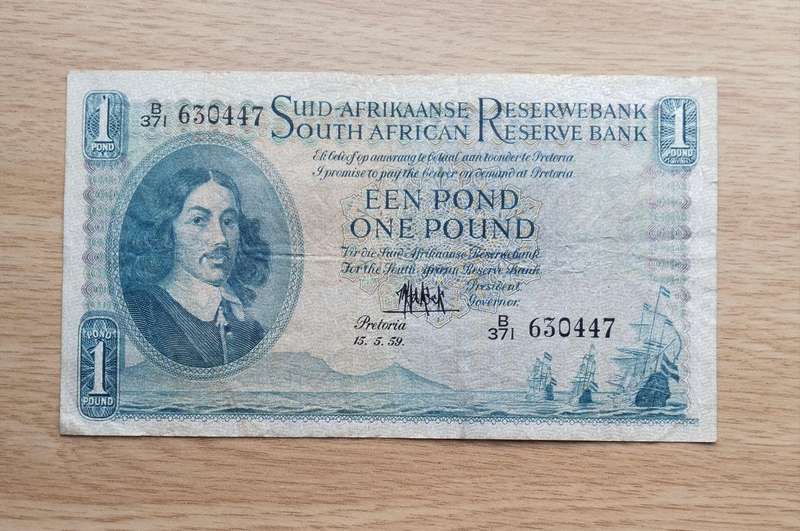 1
POND
B/371 630447
SUID-AFRIKAANSE RESERWEBANK
SOUTH AFRICAN RESERVE BANK
1
POUND
Ek beloof op aanvraag te betaal aan toonder te Pretoria
I promise to pay the bearer on demand at Pretoria
EEN POND
ONE POUND
Vir die Suid-Afrikaanse Reserwebank
For the South African Reserve Bank
President.
Governor.
Pretoria
15.5.59.
B/371 630447
POND
1
POUND